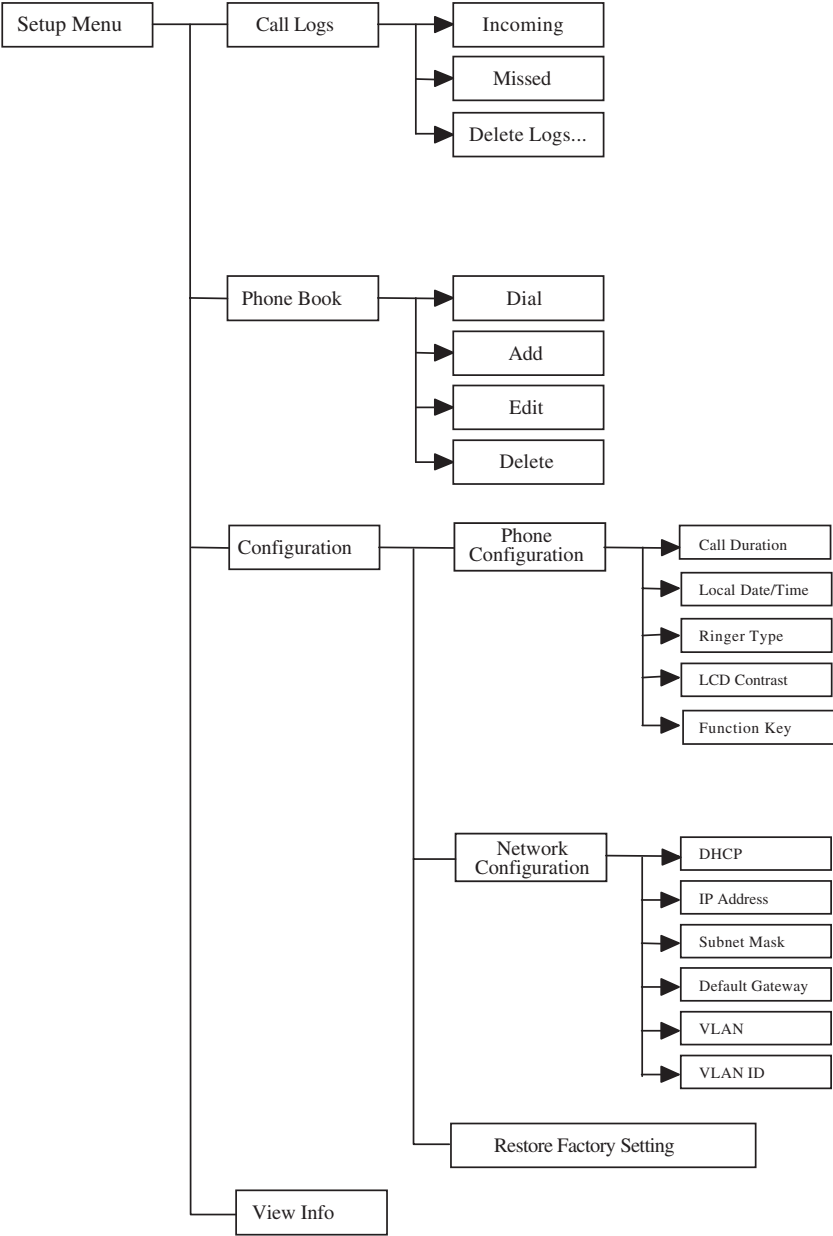 Setup Menu
Call Logs
Incoming
Missed
Delete Logs...
Phone Book
Dial
Add
Edit
Delete
Configuration
Phone
Configuration
Call Duration
Local Date/Time
Ringer Type
LCD Contrast
Function Key
Network
Configuration
DHCP
IP Address
Subnet Mask
Default Gateway
VLAN
VLAN ID
Restore Factory Setting
View Info